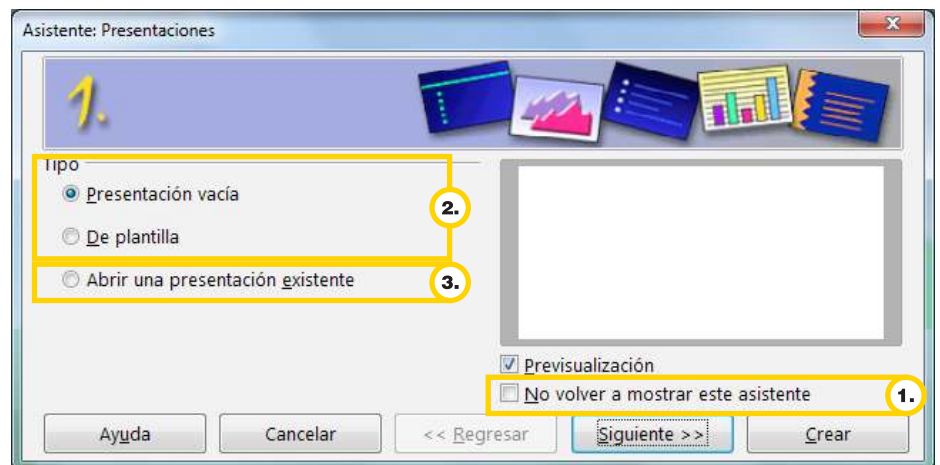 Asistente: Presentaciones
1.
Tipo
Presentación vacía
2.
De plantilla
Abrir una presentación existente
3.
Previsualización
No volver a mostrar este asistente
1.
Ayuda
Cancelar
<< Regresar
Siguiente >>
Crear